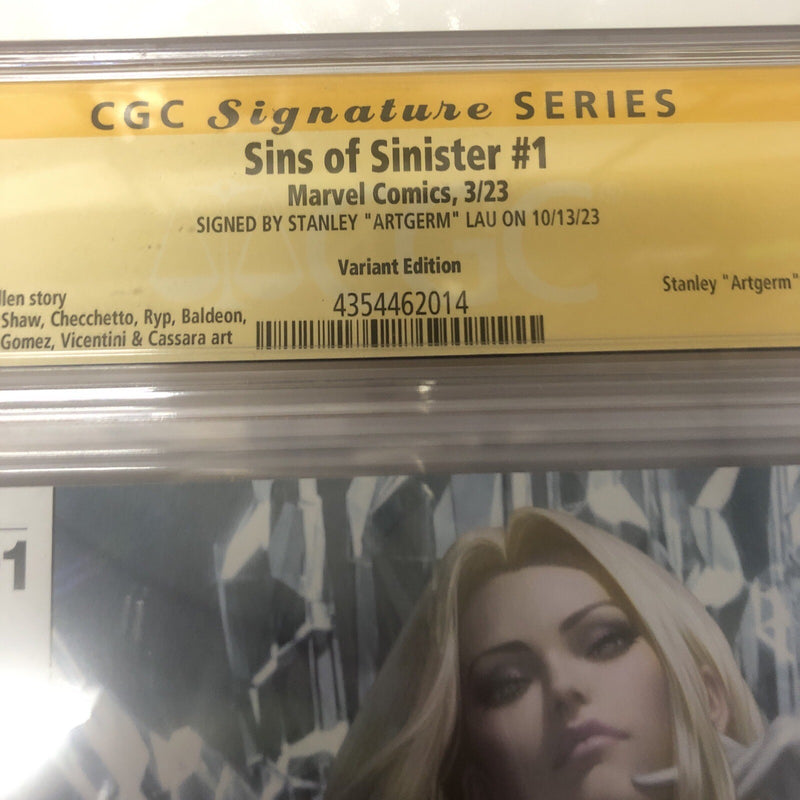 CGC Signature SERIES
Sins of Sinister #1
Marvel Comics, 3/23
SIGNED BY STANLEY "ARTGERM" LAU ON 10/13/23
Variant Edition
llen story
Shaw, Checchetto, Ryp, Baldeon,
Gomez, Vicentini & Cassara art
4354462014
Stanley "Artgerm"
CGC
1